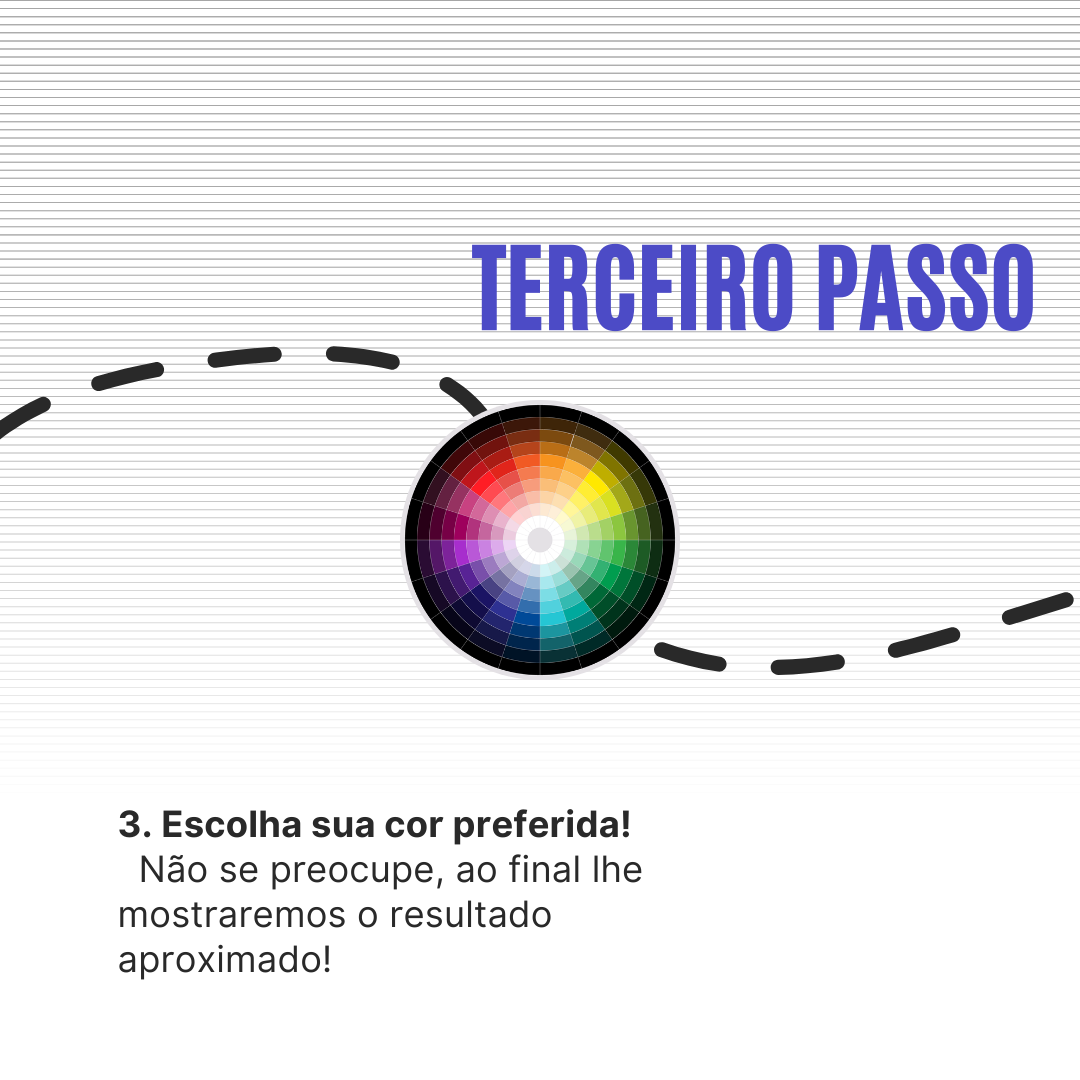 TERCEIRO PASSO
3. Escolha sua cor preferida!
Não se preocupe, ao final lhe
mostraremos o resultado
aproximado!